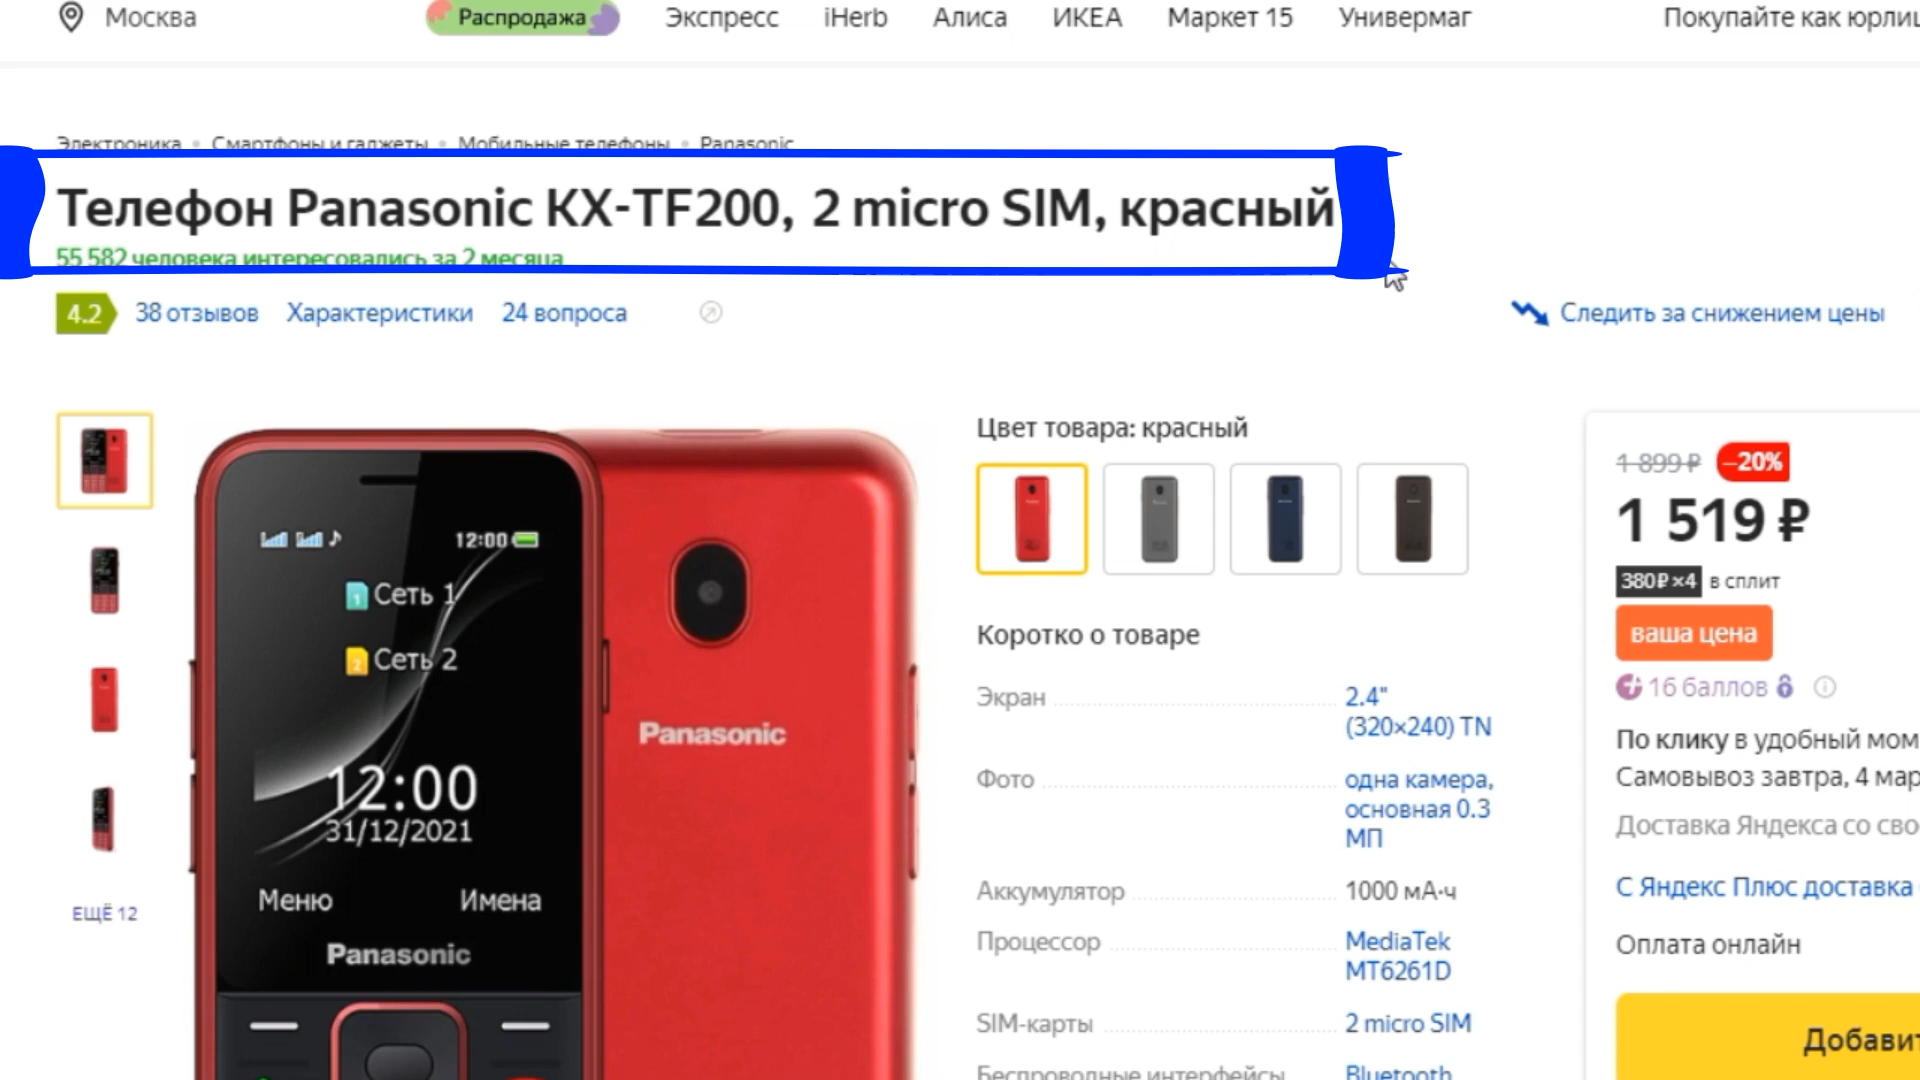 Москва
Распродажа
Экспресс
iHerb
Алиса
ИКЕА
Маркет 15
Универмаг
Покупайте как юрлиц
Электроника • Смартфоны и гаджеты • Мобильные телефоны • Panasonic
Телефон Panasonic KX-TF200, 2 micro SIM, красный
55 582 человека интересовались за 2 месяца
4.2
38 отзывов
Характеристики
24 вопроса
Следить за снижением цены
ЕЩЁ 12
12:00
Сеть 1
Сеть 2
12:00
31/12/2021
Меню
Имена
Panasonic
Panasonic
Цвет товара: красный
Коротко о товаре
Экран
2.4"
(320×240) TN
Фото
одна камера,
основная 0.3
МП
Аккумулятор
1000 мА·ч
Процессор
MediaTek
MT6261D
SIM-карты
2 micro SIM
Беспроводные интерфейсы
Bluetooth
1 899 ₽
–20%
1 519 ₽
380 ₽ × 4 в сплит
ваша цена
16 баллов
По клику в удобный мом
Самовывоз завтра, 4 мар
Доставка Яндекса со сво
С Яндекс Плюс доставка
Оплата онлайн
Добавит